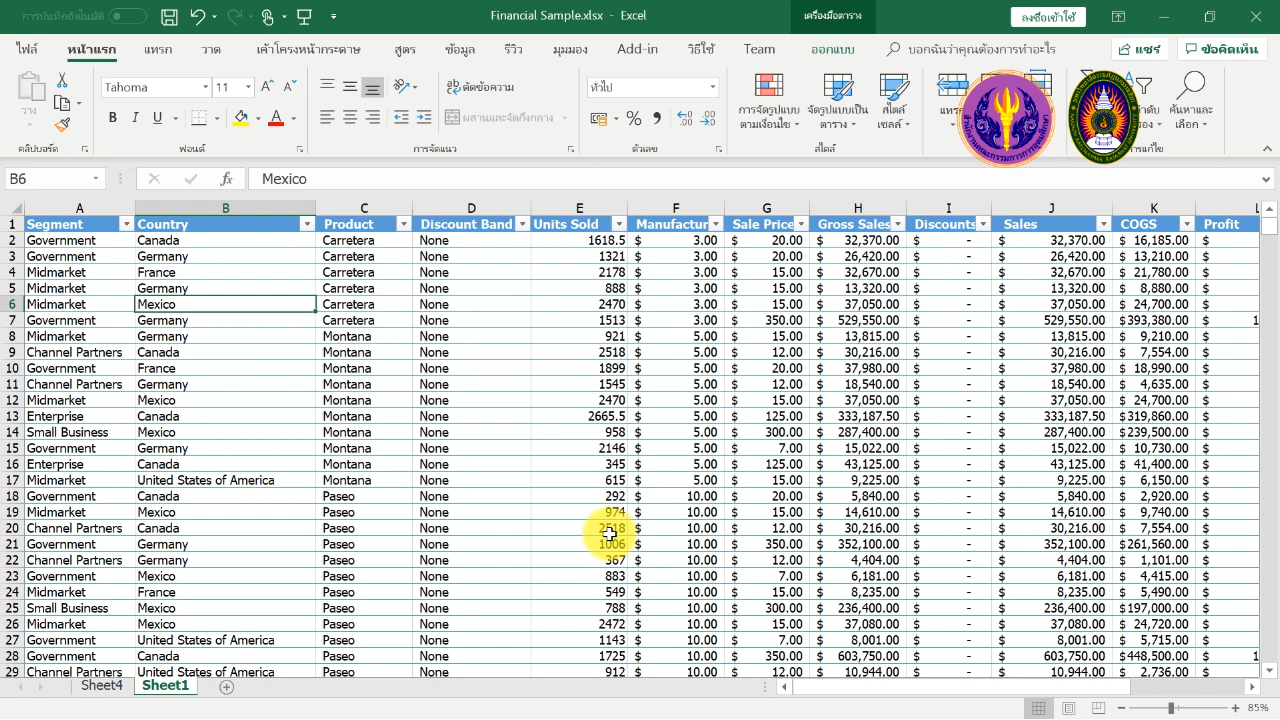 การบันทึกอัตโนมัติ Financial Sample.xlsx - Excel เครื่องมือตาราง ลงชื่อเข้าใช้
ไฟล์ หน้าแรก แทรก วาด เค้าโครงหน้ากระดาษ สูตร ข้อมูล รีวิว มุมมอง Add-in วิธีใช้ Team ออกแบบ บอกฉันว่าคุณต้องการทำอะไร แชร์ ข้อคิดเห็น
Tahoma 11 ตัดข้อความ ทั่วไป
วาง B I U A ผสานและจัดกึ่งกลาง การจัดรูปแบบ จัดรูปแบบเป็น สไตล์ ค้นหาและ
ตามเงื่อนไข ตาราง เซลล์ เลือก
คลิปบอร์ด ฟอนต์ การจัดแนว ตัวเลข สไตล์
B6 fx Mexico
A B C D E F G H I J K L
1 Segment Country Product Discount Band Units Sold Manufactur Sale Price Gross Sales Discounts Sales COGS Profit
2 Government Canada Carretera None 1618.5 $ 3.00 $ 20.00 $ 32,370.00 $ - $ 32,370.00 $ 16,185.00 $
3 Government Germany Carretera None 1321 $ 3.00 $ 20.00 $ 26,420.00 $ - $ 26,420.00 $ 13,210.00 $
4 Midmarket France Carretera None 2178 $ 3.00 $ 15.00 $ 32,670.00 $ - $ 32,670.00 $ 21,780.00 $
5 Midmarket Germany Carretera None 888 $ 3.00 $ 15.00 $ 13,320.00 $ - $ 13,320.00 $ 8,880.00 $
6 Midmarket Mexico Carretera None 2470 $ 3.00 $ 15.00 $ 37,050.00 $ - $ 37,050.00 $ 24,700.00 $
7 Government Germany Carretera None 1513 $ 3.00 $ 350.00 $ 529,550.00 $ - $ 529,550.00 $393,380.00 $ 1
8 Midmarket Germany Montana None 921 $ 5.00 $ 15.00 $ 13,815.00 $ - $ 13,815.00 $ 9,210.00 $
9 Channel Partners Canada Montana None 2518 $ 5.00 $ 12.00 $ 30,216.00 $ - $ 30,216.00 $ 7,554.00 $
10 Government France Montana None 1899 $ 5.00 $ 20.00 $ 37,980.00 $ - $ 37,980.00 $ 18,990.00 $
11 Channel Partners Germany Montana None 1545 $ 5.00 $ 12.00 $ 18,540.00 $ - $ 18,540.00 $ 4,635.00 $
12 Midmarket Mexico Montana None 2470 $ 5.00 $ 15.00 $ 37,050.00 $ - $ 37,050.00 $ 24,700.00 $
13 Enterprise Canada Montana None 2665.5 $ 5.00 $ 125.00 $ 333,187.50 $ - $ 333,187.50 $319,860.00 $
14 Small Business Mexico Montana None 958 $ 5.00 $ 300.00 $ 287,400.00 $ - $ 287,400.00 $239,500.00 $
15 Government Germany Montana None 2146 $ 5.00 $ 7.00 $ 15,022.00 $ - $ 15,022.00 $ 10,730.00 $
16 Enterprise Canada Montana None 345 $ 5.00 $ 125.00 $ 43,125.00 $ - $ 43,125.00 $ 41,400.00 $
17 Midmarket United States of America Montana None 615 $ 5.00 $ 15.00 $ 9,225.00 $ - $ 9,225.00 $ 6,150.00 $
18 Government Canada Paseo None 292 $ 10.00 $ 20.00 $ 5,840.00 $ - $ 5,840.00 $ 2,920.00 $
19 Midmarket Mexico Paseo None 974 $ 10.00 $ 15.00 $ 14,610.00 $ - $ 14,610.00 $ 9,740.00 $
20 Channel Partners Canada Paseo None 2518 $ 10.00 $ 12.00 $ 30,216.00 $ - $ 30,216.00 $ 7,554.00 $
21 Government Germany Paseo None 1006 $ 10.00 $ 350.00 $ 352,100.00 $ - $ 352,100.00 $261,560.00 $
22 Channel Partners Germany Paseo None 367 $ 10.00 $ 12.00 $ 4,404.00 $ - $ 4,404.00 $ 1,101.00 $
23 Government Mexico Paseo None 883 $ 10.00 $ 7.00 $ 6,181.00 $ - $ 6,181.00 $ 4,415.00 $
24 Midmarket France Paseo None 549 $ 10.00 $ 15.00 $ 8,235.00 $ - $ 8,235.00 $ 5,490.00 $
25 Small Business Mexico Paseo None 788 $ 10.00 $ 300.00 $ 236,400.00 $ - $ 236,400.00 $197,000.00 $
26 Midmarket Mexico Paseo None 2472 $ 10.00 $ 15.00 $ 37,080.00 $ - $ 37,080.00 $ 24,720.00 $
27 Government United States of America Paseo None 1143 $ 10.00 $ 7.00 $ 8,001.00 $ - $ 8,001.00 $ 5,715.00 $
28 Government Canada Paseo None 1725 $ 10.00 $ 350.00 $ 603,750.00 $ - $ 603,750.00 $448,500.00 $ 1
29 Channel Partners United States of America Paseo None 912 $ 10.00 $ 12.00 $ 10,944.00 $ - $ 10,944.00 $ 2,736.00 $
Sheet4 Sheet1
85%